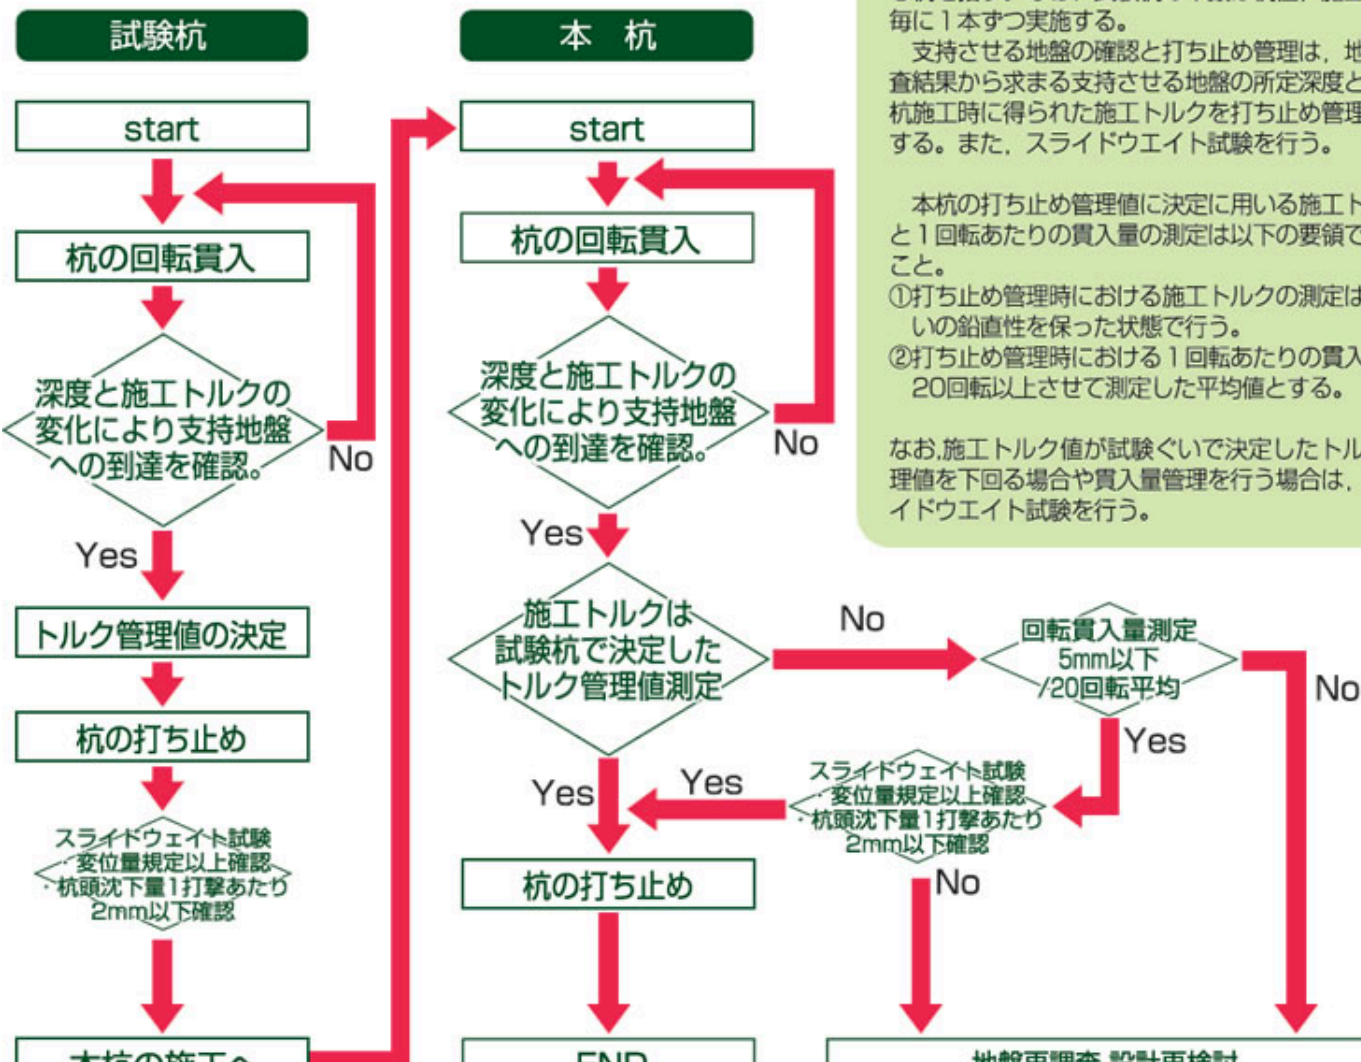 試験杭
start
杭の回転貫入
深度と施工トルクの
変化により支持地盤
への到達を確認。
No
Yes
トルク管理値の決定
杭の打ち止め
スライドウェイト試験
・変位量規定以上確認
・杭頭沈下量1打撃あたり
2mm以下確認
本杭の施工へ
本 杭
start
杭の回転貫入
深度と施工トルクの
変化により支持地盤
への到達を確認。
No
Yes
施工トルクは
試験杭で決定した
トルク管理値測定
No
Yes
回転貫入量測定
5mm以下
/20回転平均
No
Yes
スライドウェイト試験
・変位量規定以上確認
・杭頭沈下量1打撃あたり
2mm以下確認
Yes
No
杭の打ち止め
END
地盤再調査 設計再検討
毎に1本ずつ実施する。
支持させる地盤の確認と打ち止め管理は，地
査結果から求まる支持させる地盤の所定深度と
杭施工時に得られた施工トルクを打ち止め管理
する。また，スライドウエイト試験を行う。
本杭の打ち止め管理値に決定に用いる施工ト
と1回転あたりの貫入量の測定は以下の要領で
こと。
①打ち止め管理時における施工トルクの測定は
いの鉛直性を保った状態で行う。
②打ち止め管理時における1回転あたりの貫入
20回転以上させて測定した平均値とする。
なお,施工トルク値が試験ぐいで決定したトル
理値を下回る場合や貫入量管理を行う場合は，
イドウエイト試験を行う。